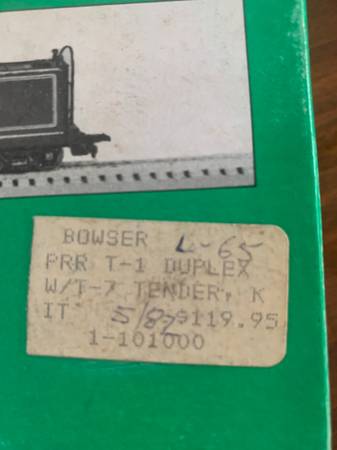 BOWSER L-65
PRR T-1 DUPLEX
W/T-7 TENDER, K
IT 5/87 $119.95
1-101000